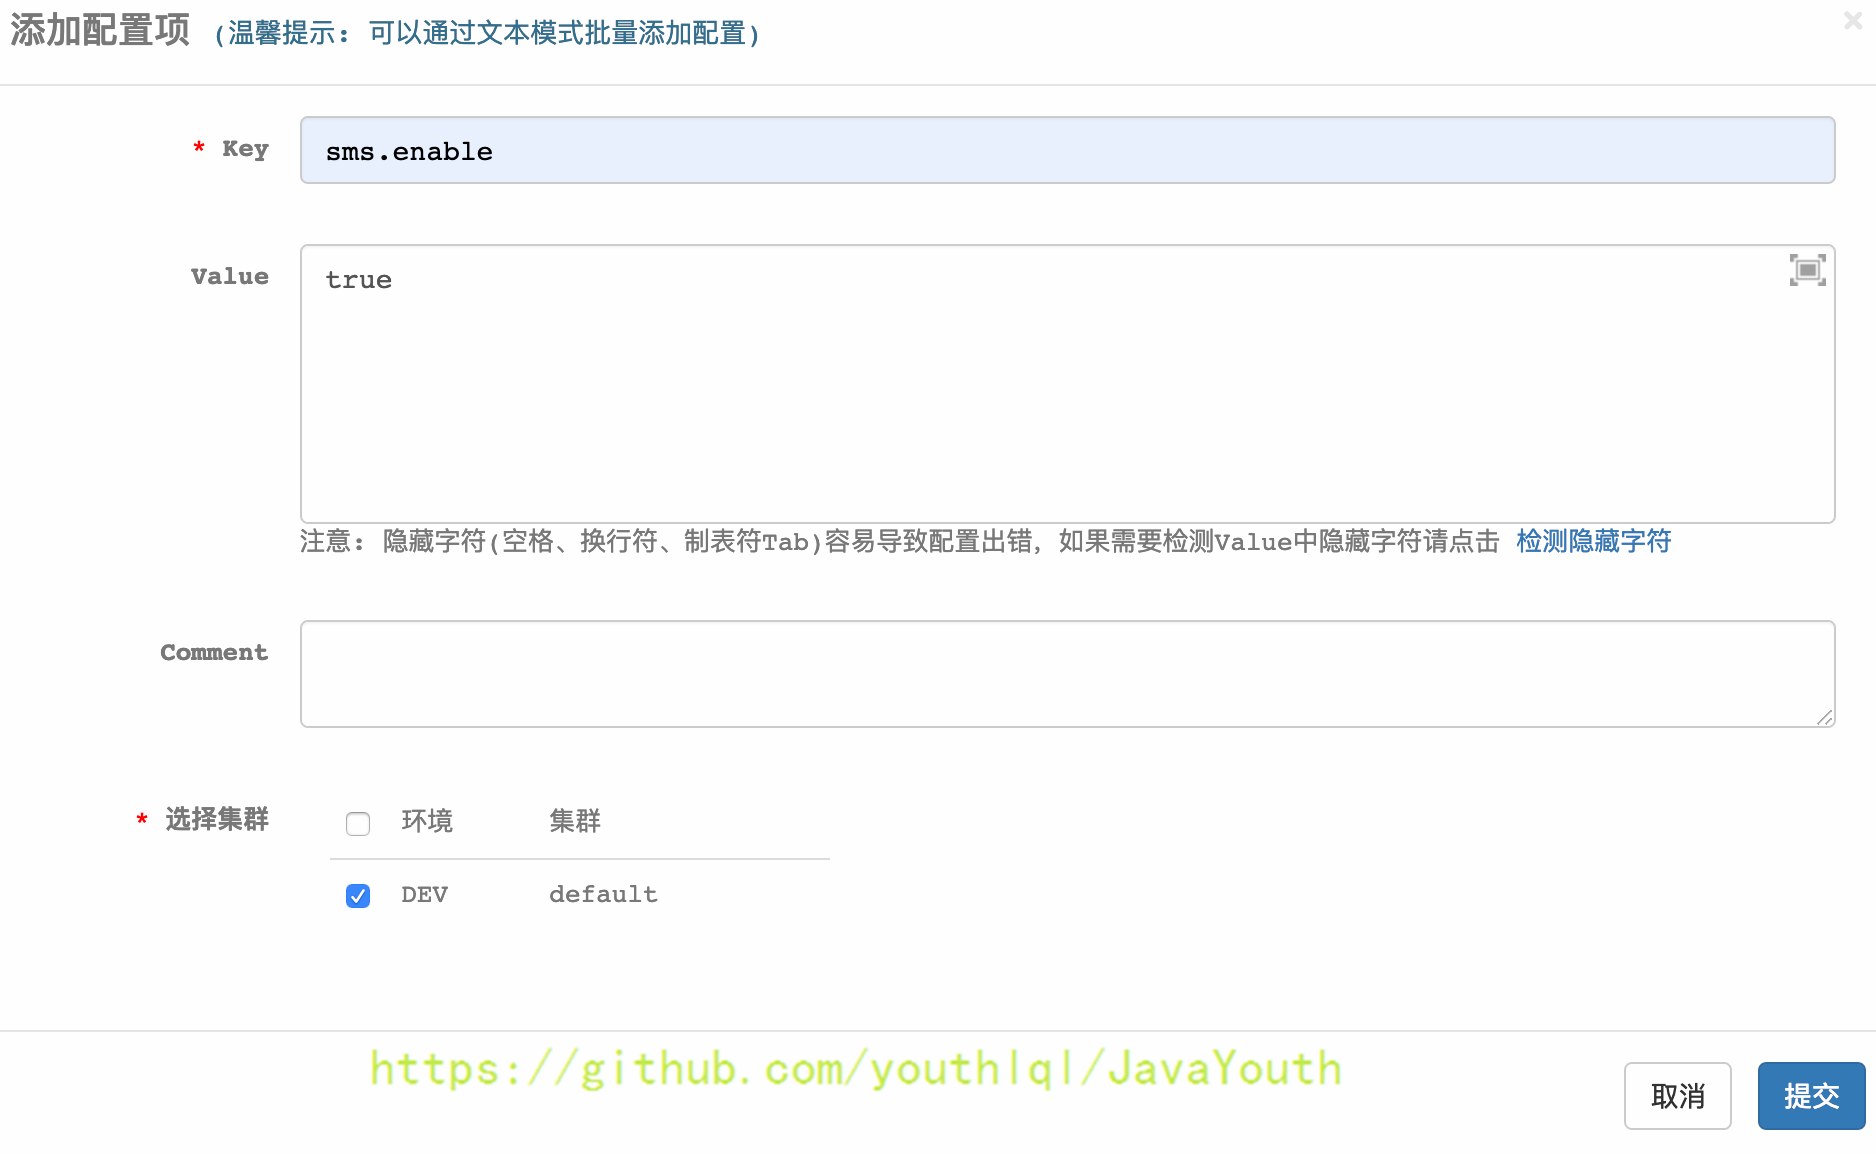 添加配置项 (温馨提示: 可以通过文本模式批量添加配置) ×
* Key sms.enable
Value true
注意: 隐藏字符(空格、换行符、制表符Tab)容易导致配置出错, 如果需要检测Value中隐藏字符请点击 检测隐藏字符
Comment
* 选择集群 环境 集群
DEV default
https://github.com/youthlql/JavaYouth
取消 提交